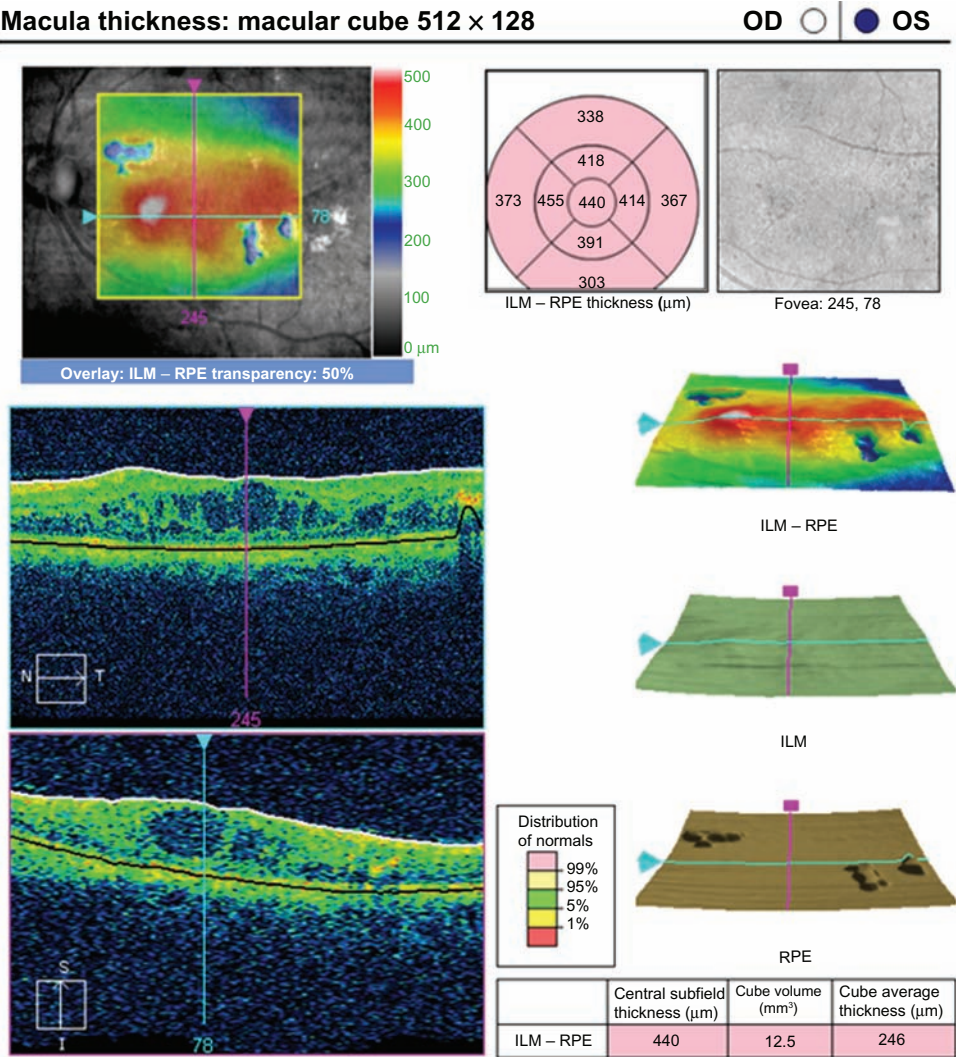 Macula thickness: macular cube 512 × 128
OD
OS
500
400
300
200
100
0 µm
78
245
Overlay: ILM – RPE transparency: 50%
338
418
373
455
440
414
367
391
303
ILM – RPE thickness (µm)
Fovea: 245, 78
ILM – RPE
N
T
245
ILM
Distribution
of normals
99%
95%
5%
1%
RPE
S
I
78
Central subfield
thickness (µm)
Cube volume
(mm³)
Cube average
thickness (µm)
ILM – RPE
440
12.5
246